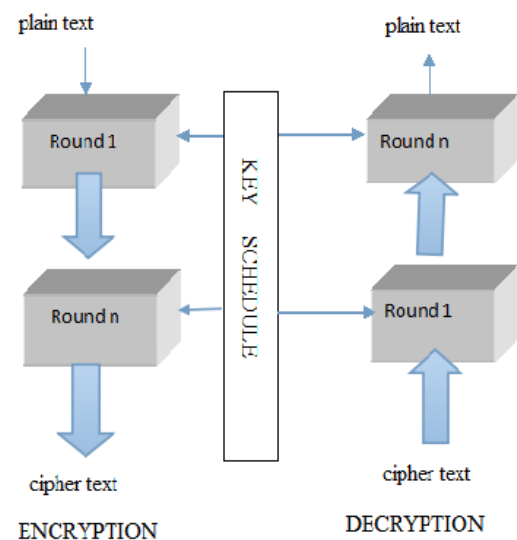 plain text
Round 1
Round n
cipher text
ENCRYPTION
KEY SCHEDULE
plain text
Round n
Round 1
cipher text
DECRYPTION